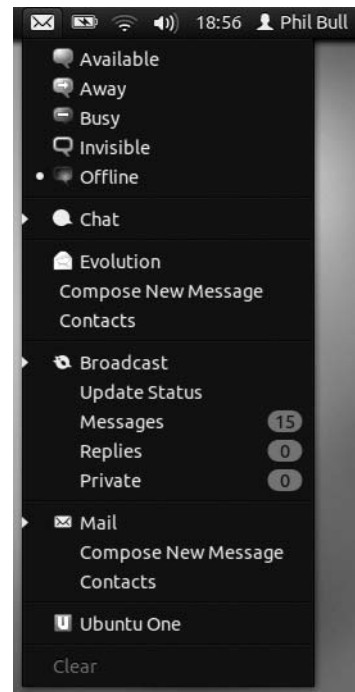 18:56 Phil Bull
Available
Away
Busy
Invisible
Offline
Chat
Evolution
Compose New Message
Contacts
Broadcast
Update Status
Messages 15
Replies 0
Private 0
Mail
Compose New Message
Contacts
Ubuntu One
Clear